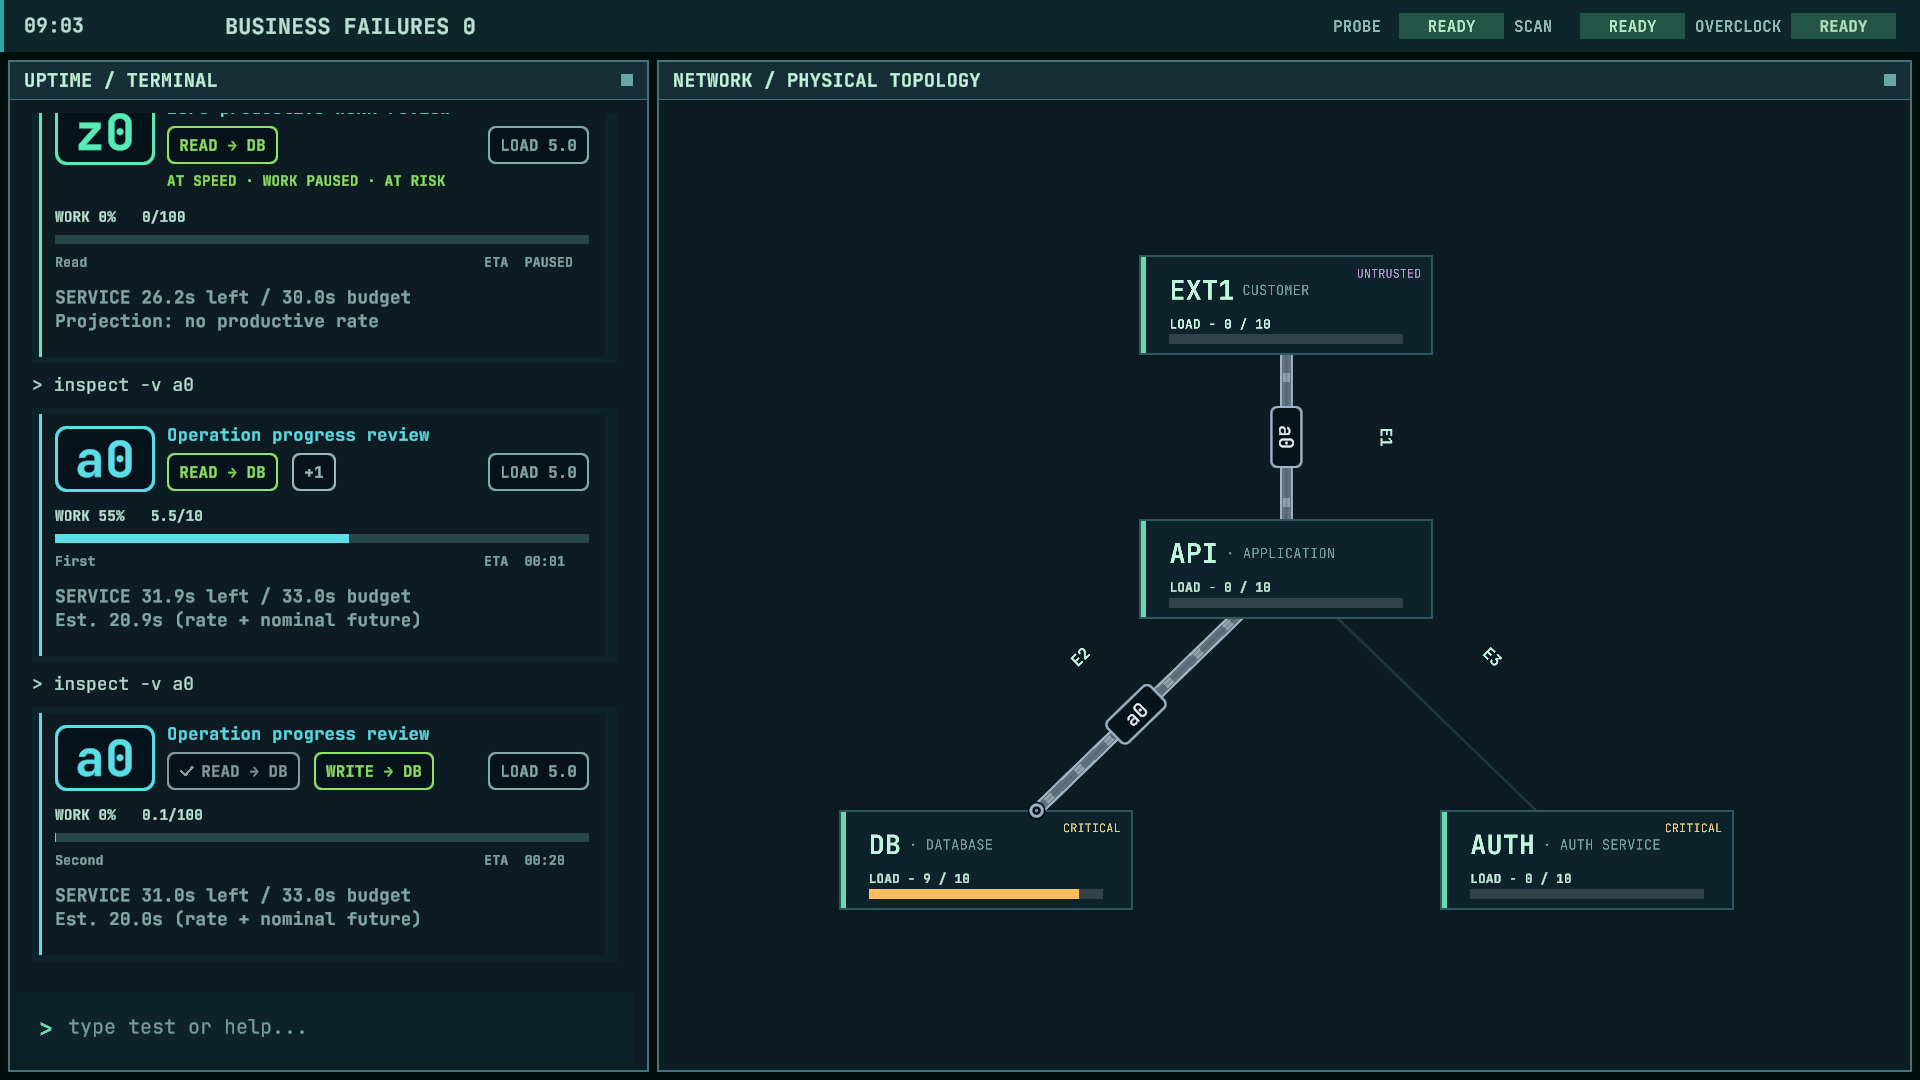 09:03
BUSINESS FAILURES 0
PROBE READY SCAN READY OVERCLOCK READY
UPTIME / TERMINAL
z0
READ → DB
LOAD 5.0
AT SPEED · WORK PAUSED · AT RISK
WORK 0% 0/100
Read ETA PAUSED
SERVICE 26.2s left / 30.0s budget
Projection: no productive rate
> inspect -v a0
a0
Operation progress review
READ → DB +1 LOAD 5.0
WORK 55% 5.5/10
First ETA 00:01
SERVICE 31.9s left / 33.0s budget
Est. 20.9s (rate + nominal future)
> inspect -v a0
a0
Operation progress review
✓ READ → DB WRITE → DB LOAD 5.0
WORK 0% 0.1/100
Second ETA 00:20
SERVICE 31.0s left / 33.0s budget
Est. 20.0s (rate + nominal future)
> type test or help...
NETWORK / PHYSICAL TOPOLOGY
UNTRUSTED
EXT1 CUSTOMER
LOAD - 0 / 10
a0
E1
API · APPLICATION
LOAD - 0 / 10
E2
E3
a0
CRITICAL
DB · DATABASE
LOAD - 9 / 10
CRITICAL
AUTH · AUTH SERVICE
LOAD - 0 / 10